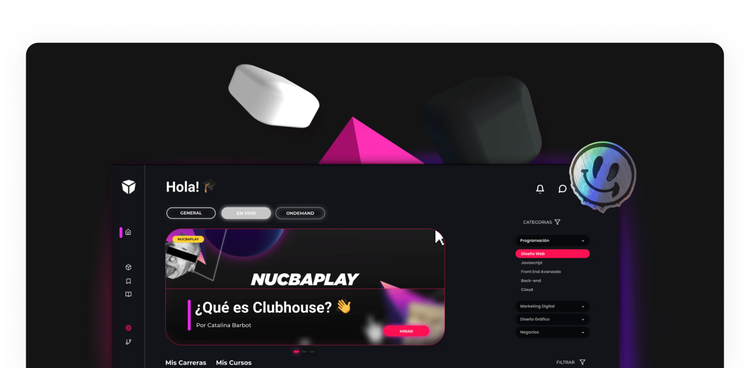 Hola!
GENERAL
EN VIVO
ONDEMAND
CATEGORIAS
NUCBAPLAY
NUCBAPLAY
¿Qué es Clubhouse? 👋
Por Catalina Barbot
MIRAR
Programación
Diseño Web
Javascript
Front End Avanzado
Back-end
Cloud
Marketing Digital
Diseño Gráfico
Negocios
Mis Carreras Mis Cursos
FILTRAR